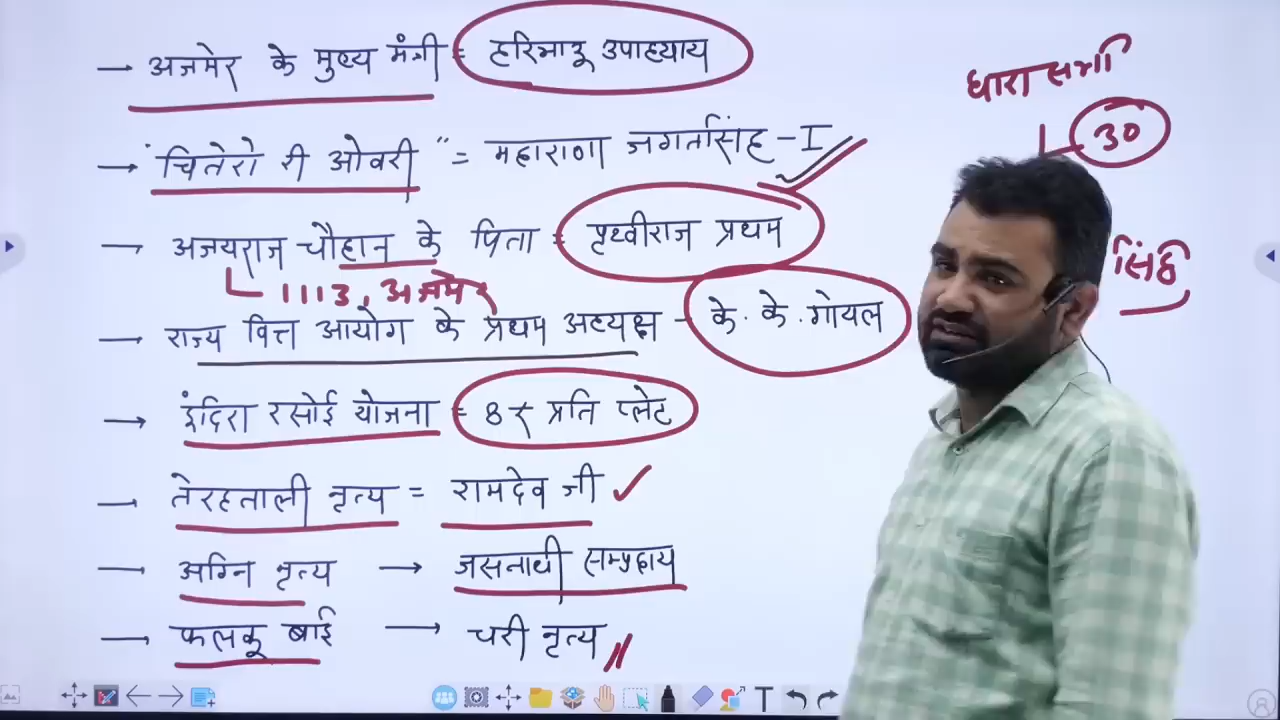 → अजमेर के मुख्य मंत्री = हरिभाऊ उपाध्याय
धारा सभा
30
→ "चितेरो री ओवरी" = महाराणा जगतसिंह - I
→ अजयराज चौहान के पिता = पृथ्वीराज प्रथम
सिंह
1113, अजमेर
→ राज्य वित्त आयोग के प्रथम अध्यक्ष - के. के. गोयल
→ इंदिरा रसोई योजना = 8₹ प्रति प्लेट
→ तेरहताली नृत्य = रामदेव जी
→ अग्नि नृत्य → जसनाथी सम्प्रदाय
→ फलकू बाई → चरी नृत्य
T